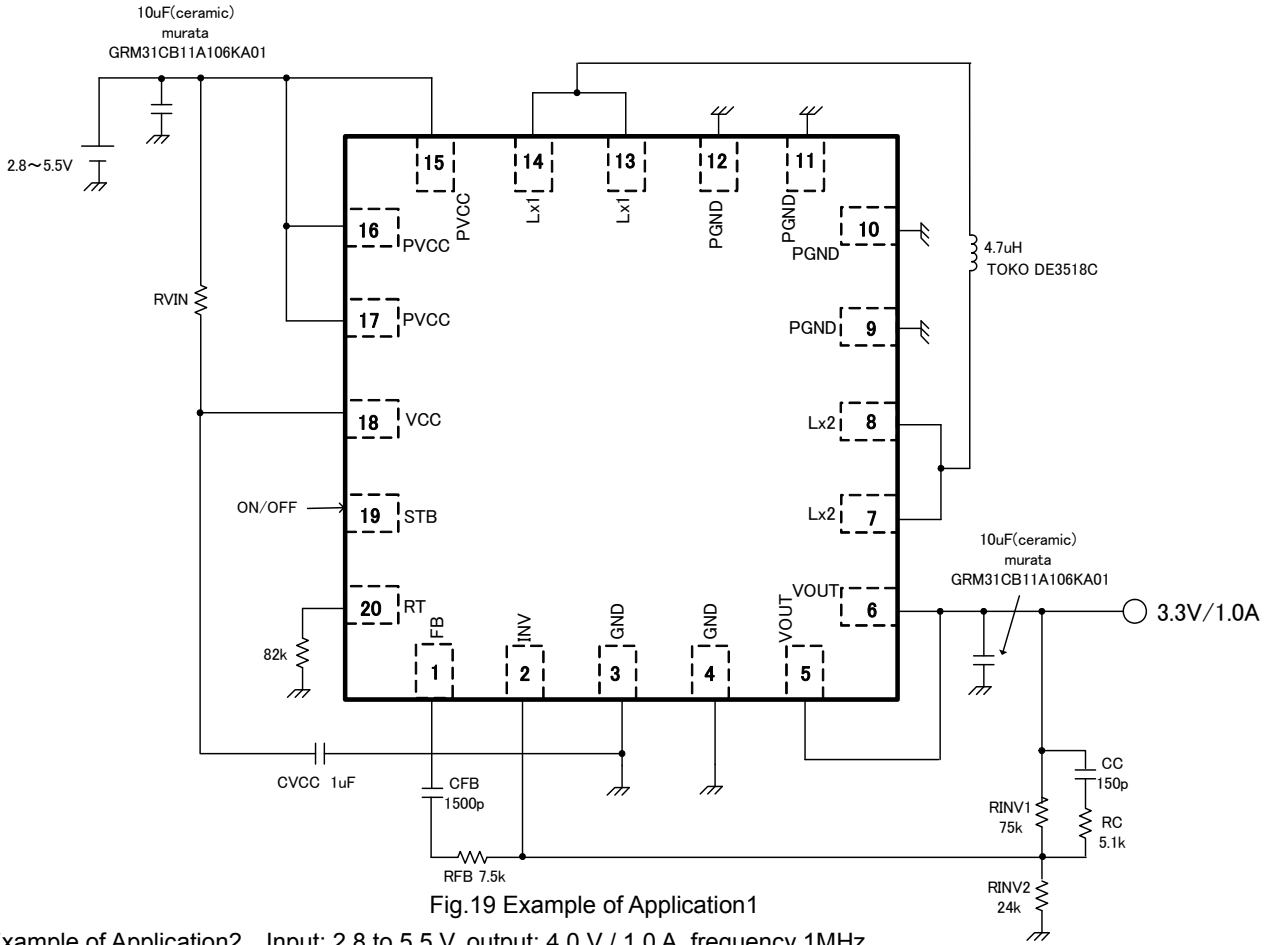 10uF(ceramic)
murata
GRM31CB11A106KA01
2.8～5.5V
RVIN
15
PVCC
14
Lx1
13
Lx1
12
PGND
11
PGND
16
PVCC
10
PGND
17
PVCC
9
PGND
4.7uH
TOKO DE3518C
18
VCC
8
Lx2
ON/OFF
19
STB
7
Lx2
10uF(ceramic)
murata
GRM31CB11A106KA01
20
RT
82k
6
VOUT
3.3V/1.0A
1
FB
2
INV
3
GND
4
GND
5
VOUT
CVCC 1uF
CFB
1500p
RFB 7.5k
CC
150p
RINV1
75k
RC
5.1k
RINV2
24k
Fig.19 Example of Application1
Example of Application2 Input: 2.8 to 5.5 V, output: 4.0 V / 1.0 A, frequency 1MHz